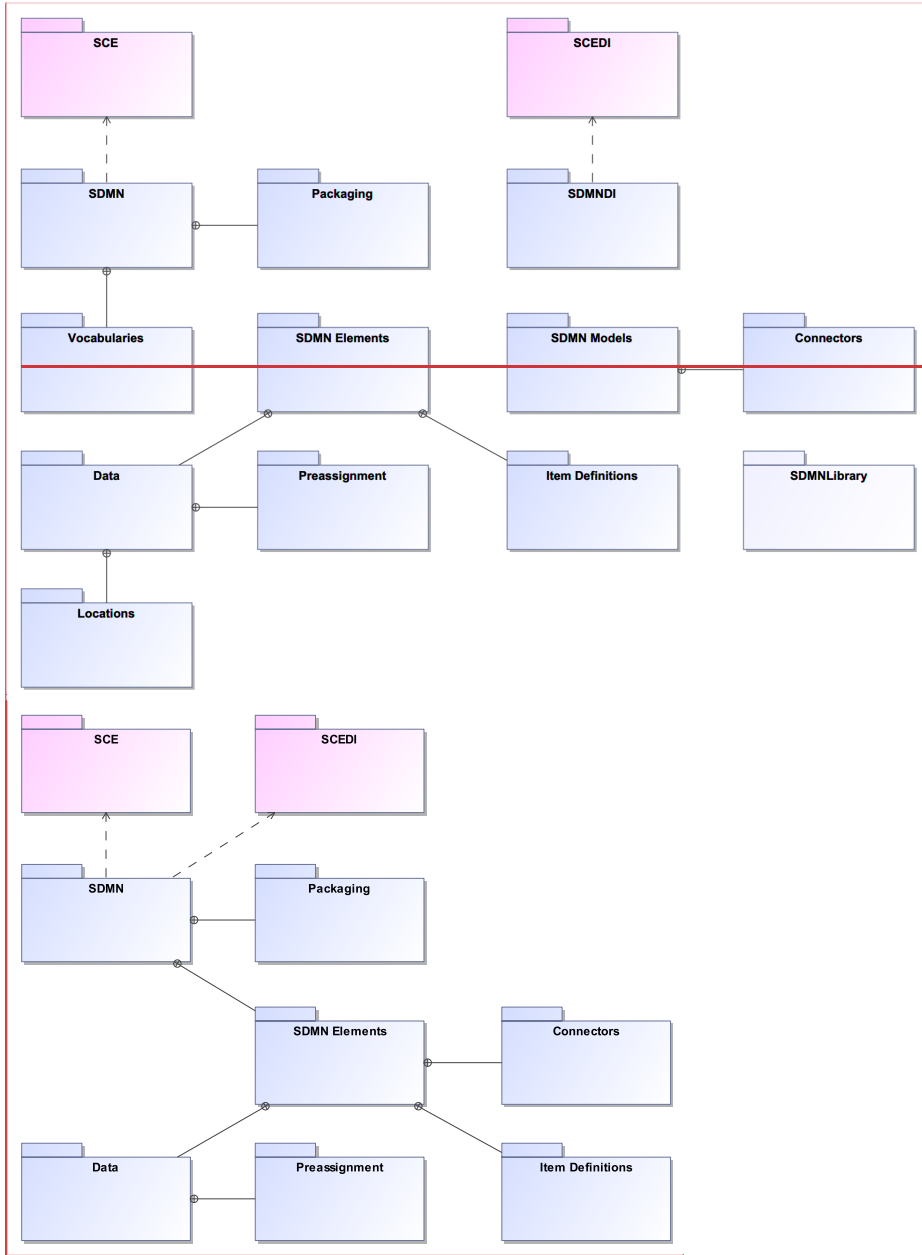 SCE
SCEDI
SDMN
Packaging
SDMNDI
Vocabularies
SDMN Elements
SDMN Models
Connectors
Data
Preassignment
Item Definitions
SDMNLibrary
Locations
SCE
SCEDI
SDMN
Packaging
SDMN Elements
Connectors
Data
Preassignment
Item Definitions